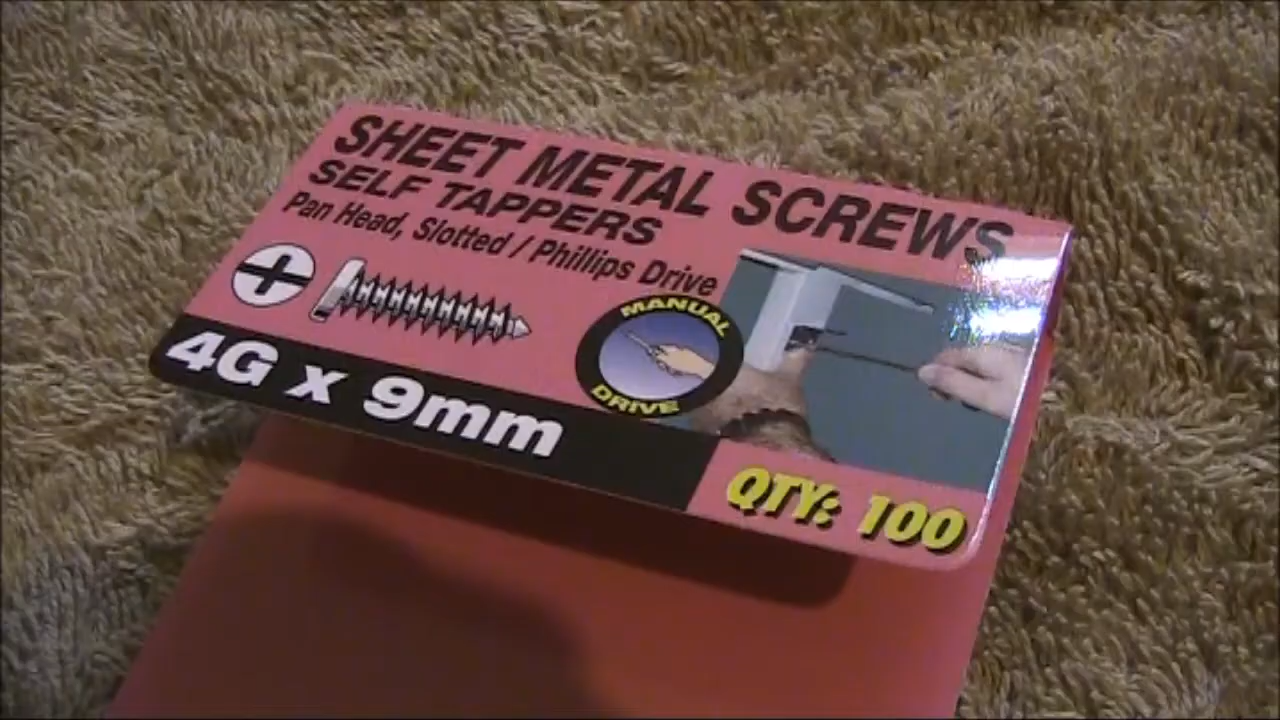 SHEET METAL SCREWS
SELF TAPPERS
Pan Head, Slotted / Phillips Drive
MANUAL
DRIVE
4G x 9mm
QTY: 100